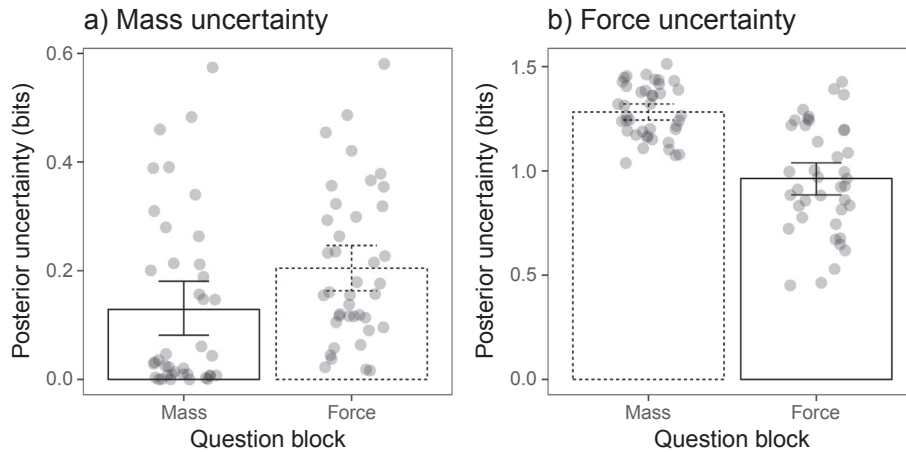 a) Mass uncertainty
Posterior uncertainty (bits)
0.6
0.4
0.2
0.0
Mass
Force
Question block
b) Force uncertainty
Posterior uncertainty (bits)
1.5
1.0
0.5
0.0
Mass
Force
Question block